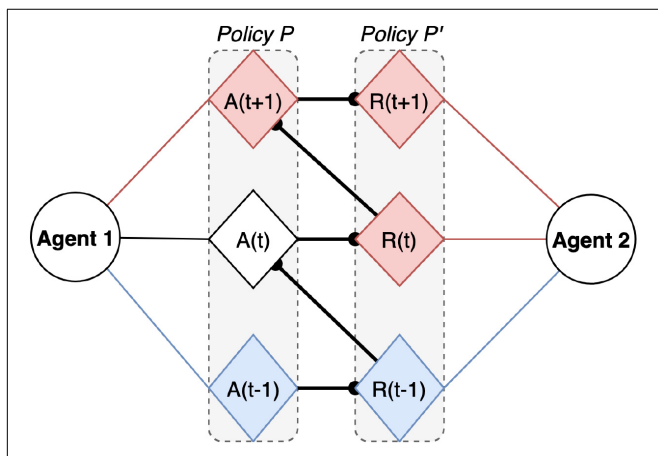 Policy P
Policy P'
A(t+1)
R(t+1)
Agent 1
A(t)
R(t)
Agent 2
A(t-1)
R(t-1)